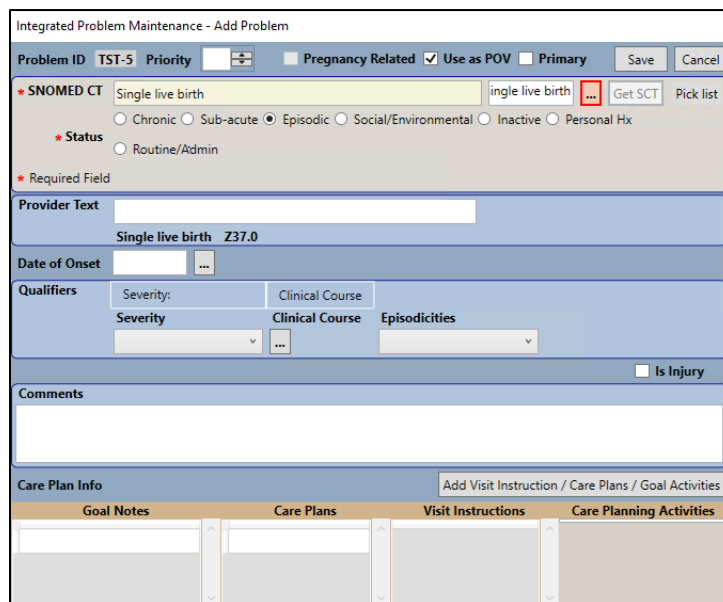 Integrated Problem Maintenance - Add Problem
Problem ID TST-5 Priority Pregnancy Related Use as POV Primary Save Cancel
* SNOMED CT Single live birth ingle live birth ... Get SCT Pick list
* Status Chronic Sub-acute Episodic Social/Environmental Inactive Personal Hx
Routine/Admin
* Required Field
Provider Text
Single live birth Z37.0
Date of Onset ...
Qualifiers Severity: Clinical Course
Severity Clinical Course Episodicities
...
Is Injury
Comments
Care Plan Info Add Visit Instruction / Care Plans / Goal Activities
Goal Notes Care Plans Visit Instructions Care Planning Activities